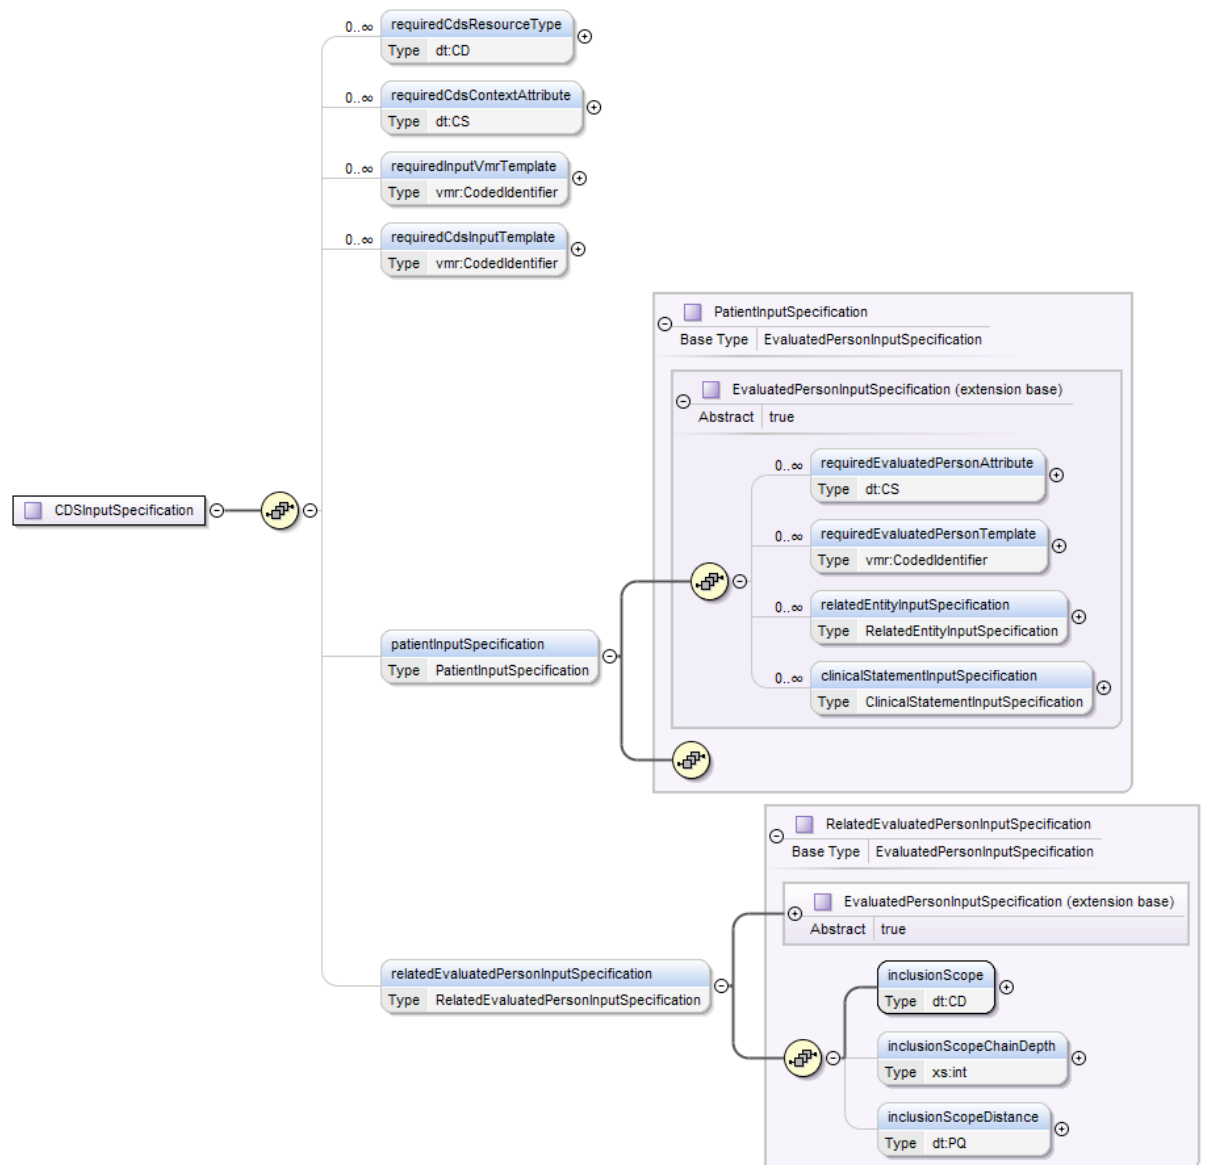 0..∞ requiredCdsResourceType
Type dt:CD
0..∞ requiredCdsContextAttribute
Type dt:CS
0..∞ requiredInputVmrTemplate
Type vmr:CodedIdentifier
0..∞ requiredCdsInputTemplate
Type vmr:CodedIdentifier
CDSInputSpecification
patientInputSpecification
Type PatientInputSpecification
PatientInputSpecification
Base Type EvaluatedPersonInputSpecification
EvaluatedPersonInputSpecification (extension base)
Abstract true
0..∞ requiredEvaluatedPersonAttribute
Type dt:CS
0..∞ requiredEvaluatedPersonTemplate
Type vmr:CodedIdentifier
0..∞ relatedEntityInputSpecification
Type RelatedEntityInputSpecification
0..∞ clinicalStatementInputSpecification
Type ClinicalStatementInputSpecification
relatedEvaluatedPersonInputSpecification
Type RelatedEvaluatedPersonInputSpecification
RelatedEvaluatedPersonInputSpecification
Base Type EvaluatedPersonInputSpecification
EvaluatedPersonInputSpecification (extension base)
Abstract true
inclusionScope
Type dt:CD
inclusionScopeChainDepth
Type xs:int
inclusionScopeDistance
Type dt:PQ